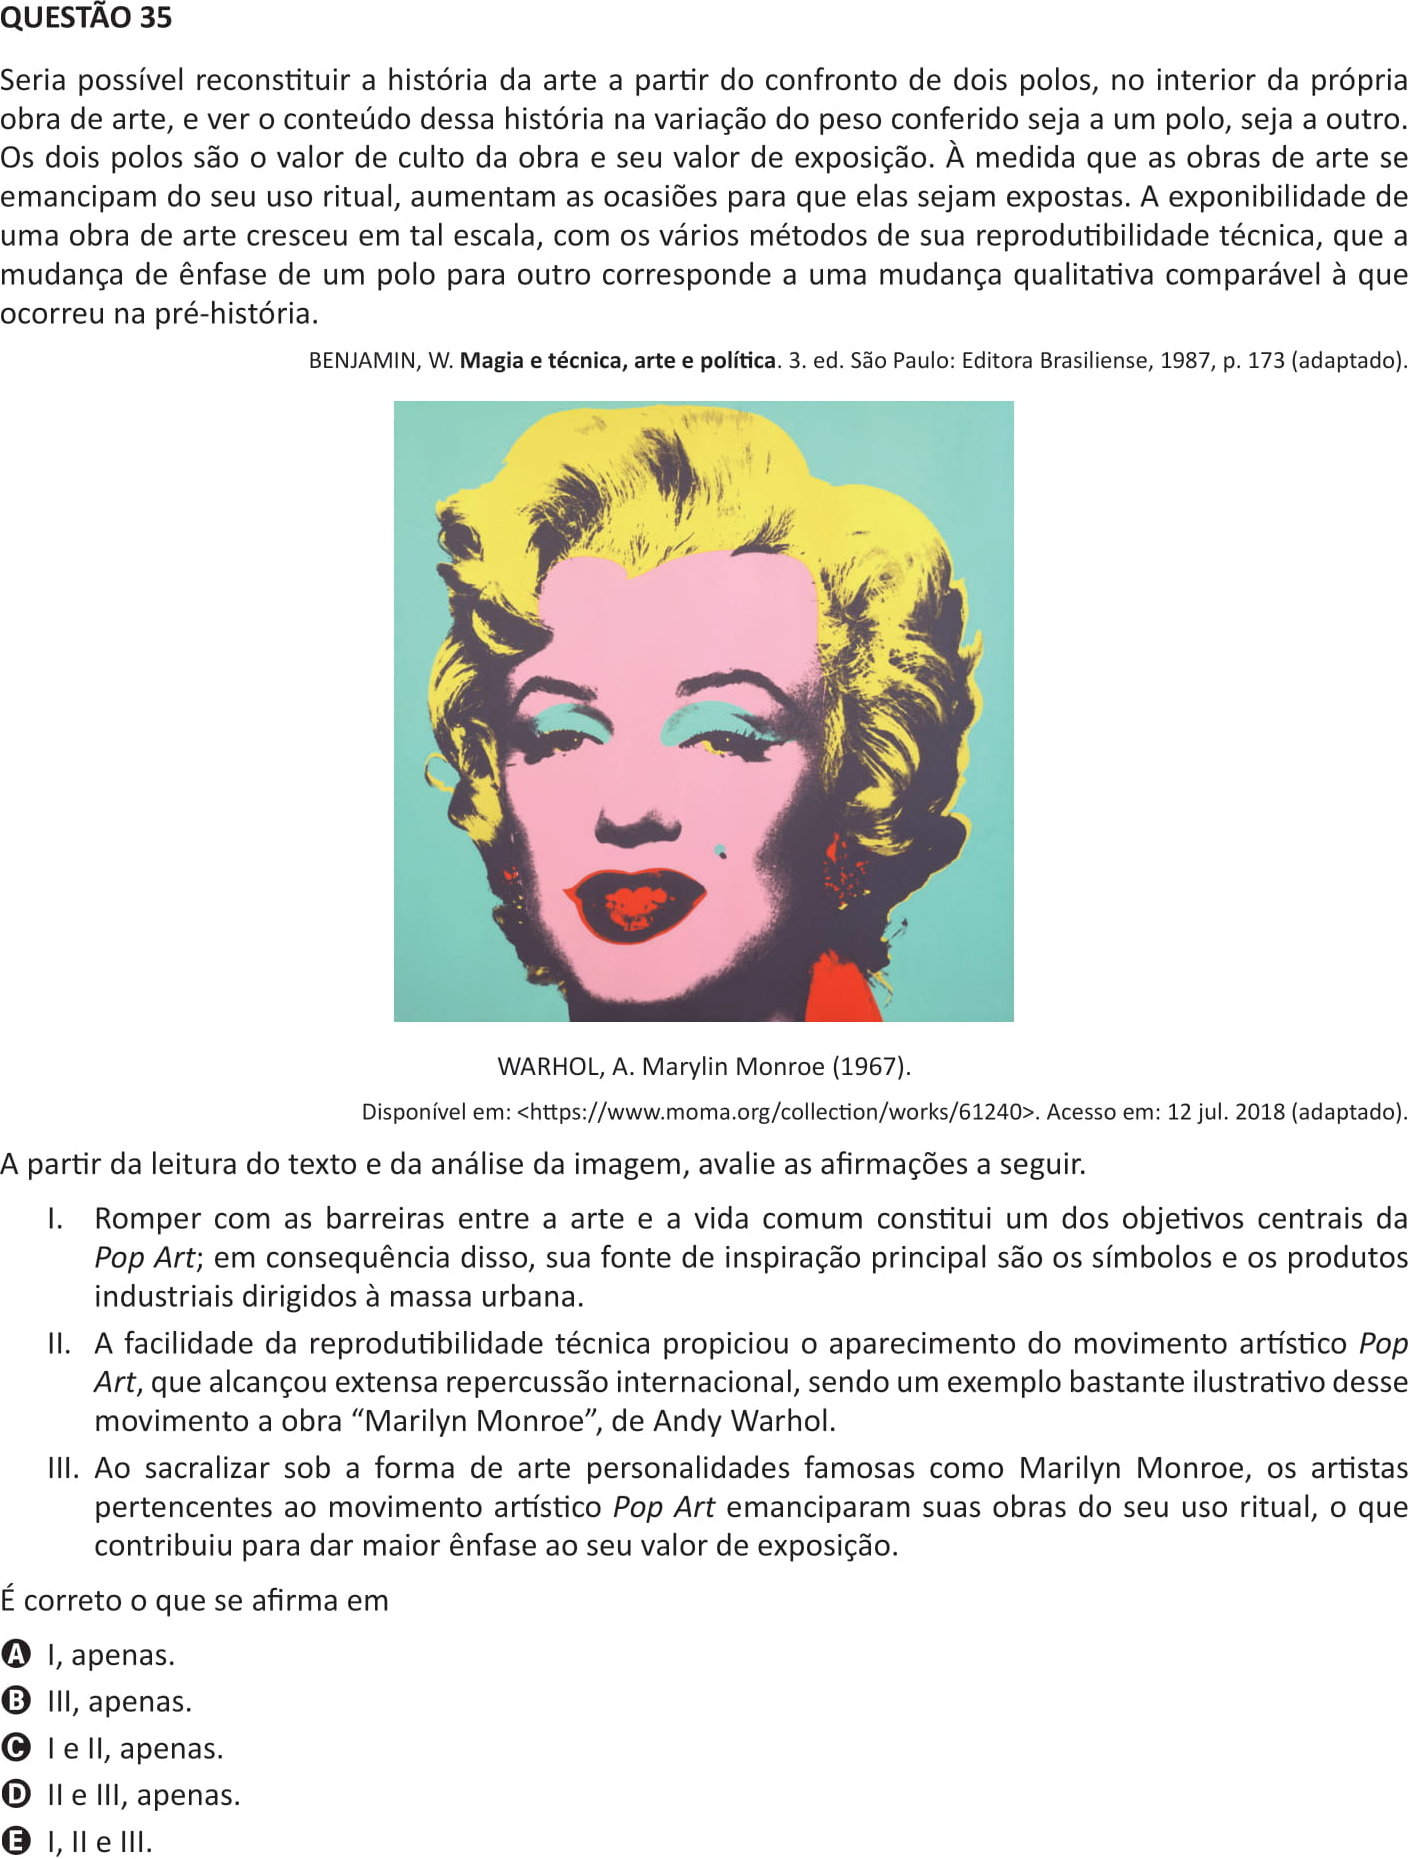 QUESTÃO 35
Seria possível reconstituir a história da arte a partir do confronto de dois polos, no interior da própria
obra de arte, e ver o conteúdo dessa história na variação do peso conferido seja a um polo, seja a outro.
Os dois polos são o valor de culto da obra e seu valor de exposição. À medida que as obras de arte se
emancipam do seu uso ritual, aumentam as ocasiões para que elas sejam expostas. A exponibilidade de
uma obra de arte cresceu em tal escala, com os vários métodos de sua reprodutibilidade técnica, que a
mudança de ênfase de um polo para outro corresponde a uma mudança qualitativa comparável à que
ocorreu na pré-história.
BENJAMIN, W. Magia e técnica, arte e política. 3. ed. São Paulo: Editora Brasiliense, 1987, p. 173 (adaptado).
WARHOL, A. Marylin Monroe (1967).
Disponível em: <https://www.moma.org/collection/works/61240>. Acesso em: 12 jul. 2018 (adaptado).
A partir da leitura do texto e da análise da imagem, avalie as afirmações a seguir.
I. Romper com as barreiras entre a arte e a vida comum constitui um dos objetivos centrais da
Pop Art; em consequência disso, sua fonte de inspiração principal são os símbolos e os produtos
industriais dirigidos à massa urbana.
II. A facilidade da reprodutibilidade técnica propiciou o aparecimento do movimento artístico Pop
Art, que alcançou extensa repercussão internacional, sendo um exemplo bastante ilustrativo desse
movimento a obra “Marilyn Monroe”, de Andy Warhol.
III. Ao sacralizar sob a forma de arte personalidades famosas como Marilyn Monroe, os artistas
pertencentes ao movimento artístico Pop Art emanciparam suas obras do seu uso ritual, o que
contribuiu para dar maior ênfase ao seu valor de exposição.
É correto o que se afirma em
A I, apenas.
B III, apenas.
C I e II, apenas.
D II e III, apenas.
E I, II e III.